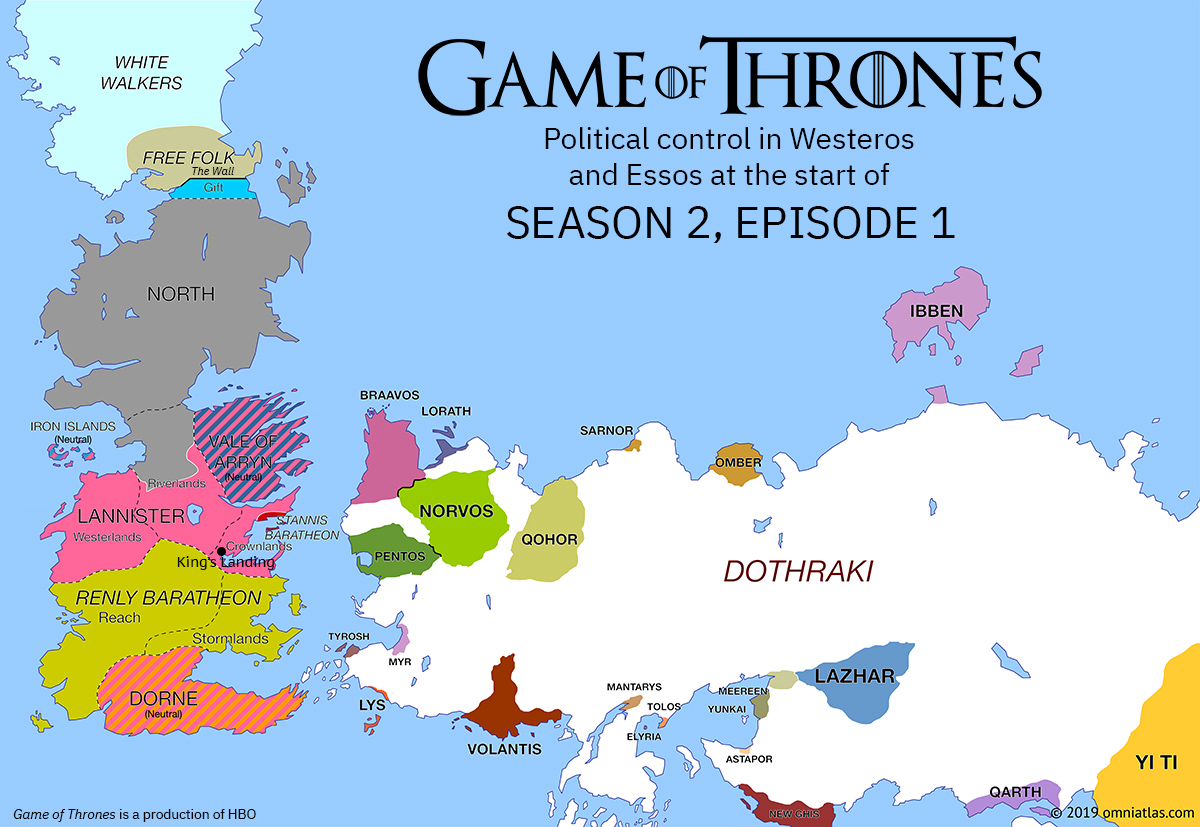 GAME OF THRONES
Political control in Westeros
and Essos at the start of
SEASON 2, EPISODE 1
WHITE
WALKERS
FREE FOLK
The Wall
Gift
NORTH
IBBEN
BRAAVOS
LORATH
IRON ISLANDS
(Neutral)
VALE OF
ARRYN
(Neutral)
SARNOR
OMBER
Riverlands
LANNISTER
Westerlands
STANNIS
BARATHEON
Crownlands
King's Landing
NORVOS
QOHOR
PENTOS
DOTHRAKI
RENLY BARATHEON
Reach
Stormlands
TYROSH
MYR
DORNE
(Neutral)
LYS
VOLANTIS
MANTARYS
TOLOS
ELYRIA
MEEREEN
YUNKAI
LAZHAR
ASTAPOR
YI TI
QARTH
NEW GHIS
Game of Thrones is a production of HBO
© 2019 omniatlas.com